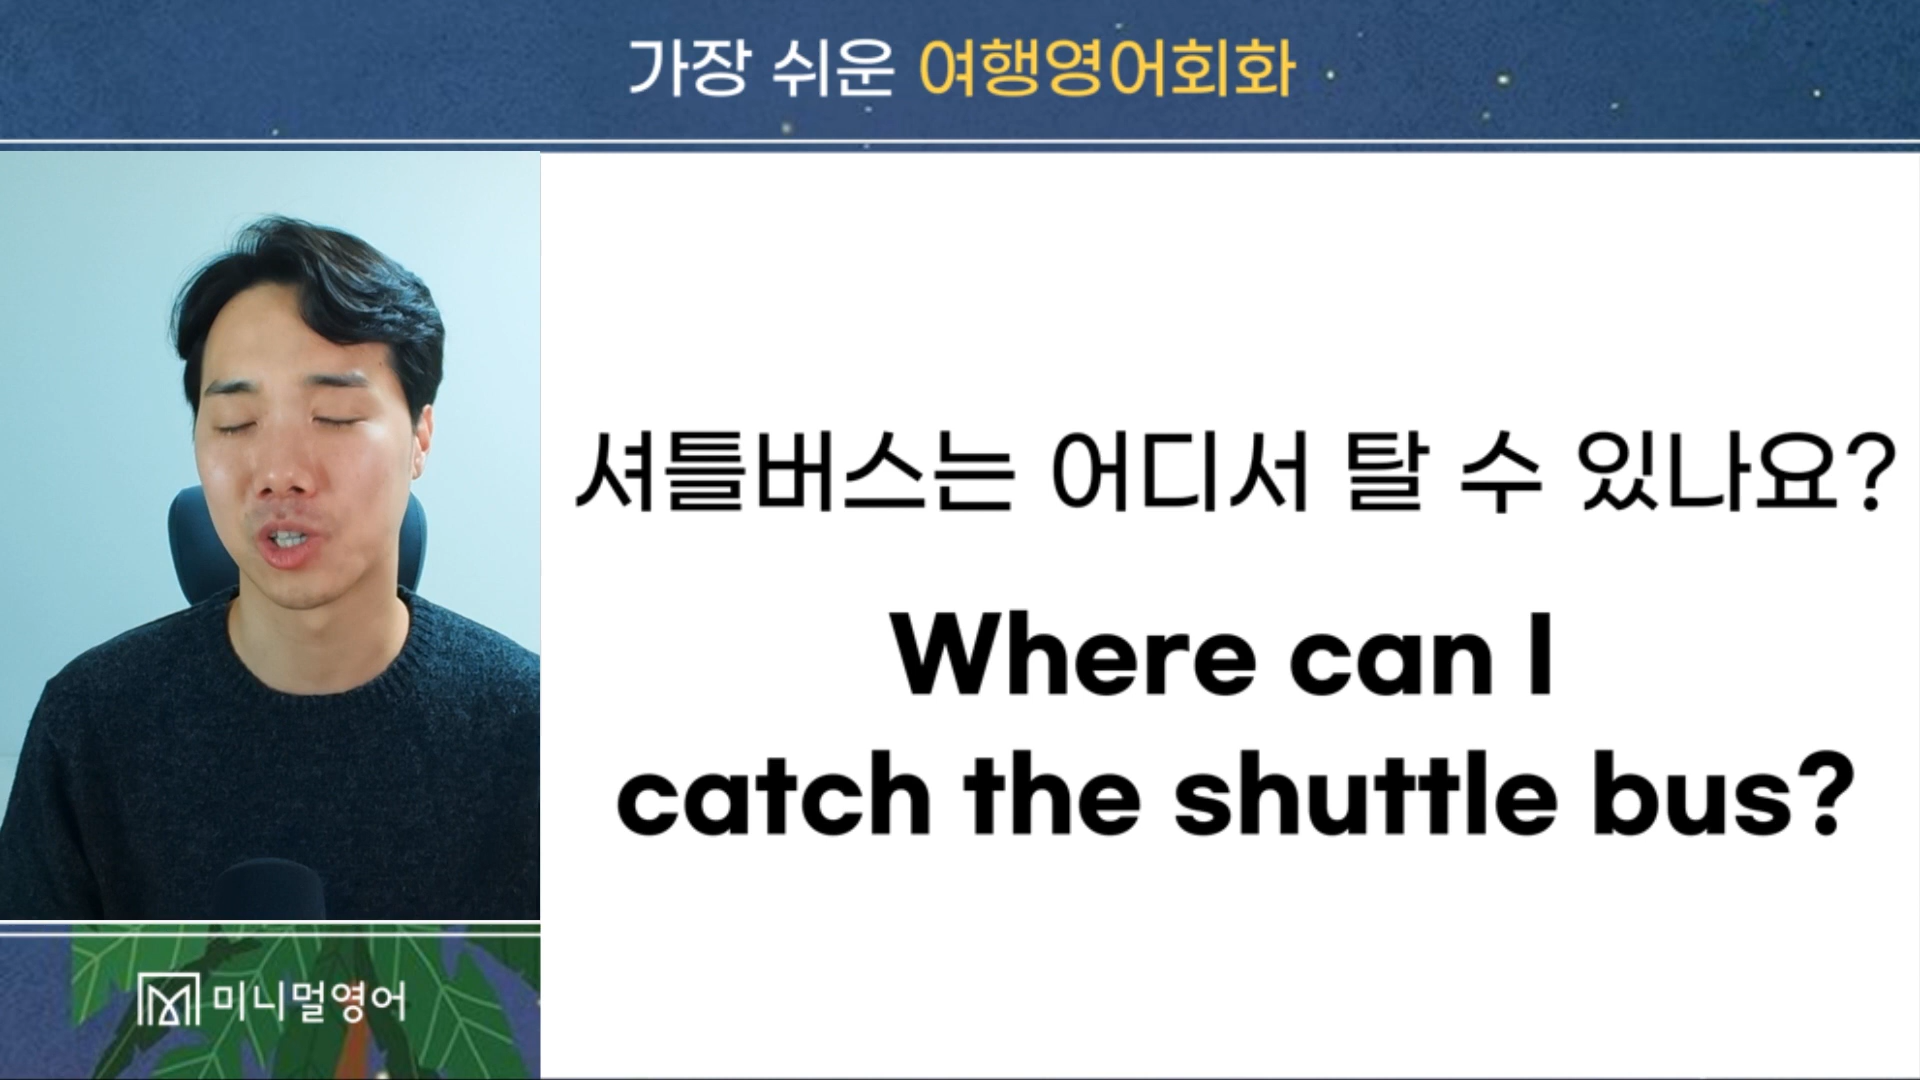 가장 쉬운 여행영어회화
셔틀버스는 어디서 탈 수 있나요?
Where can I
catch the shuttle bus?
미니멀영어